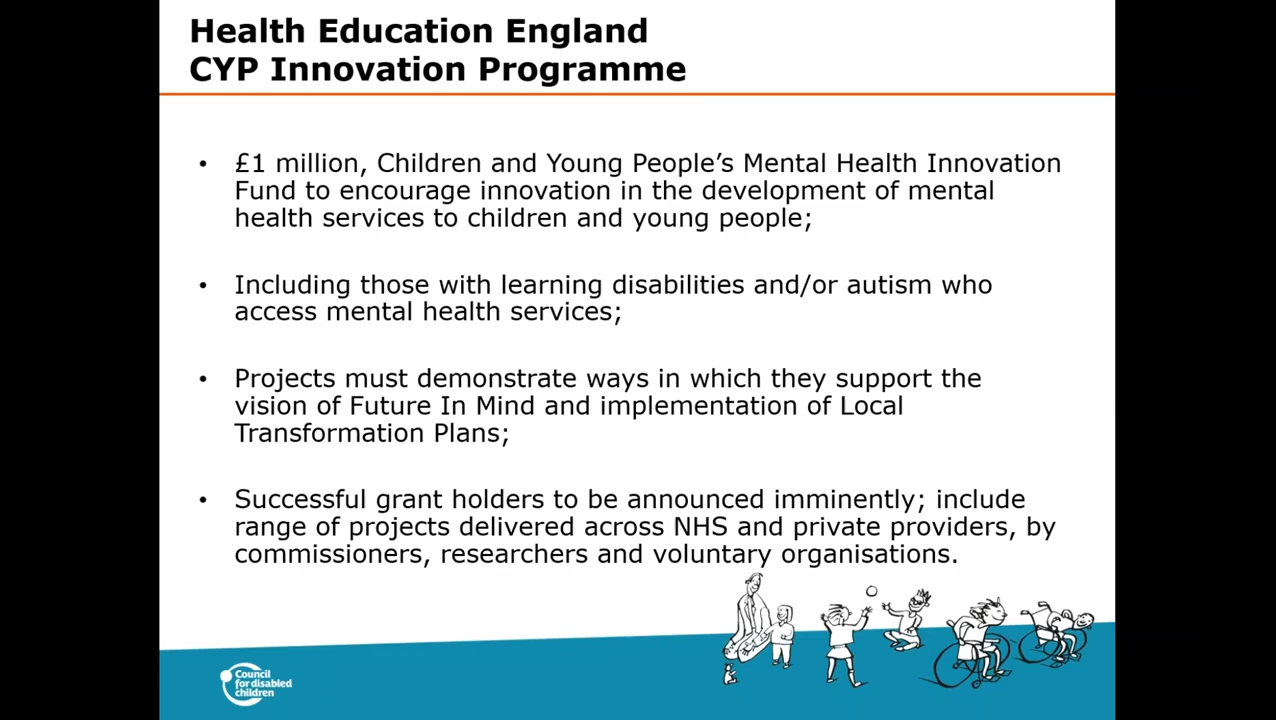 Health Education England
CYP Innovation Programme
• £1 million, Children and Young People’s Mental Health Innovation
Fund to encourage innovation in the development of mental
health services to children and young people;
• Including those with learning disabilities and/or autism who
access mental health services;
• Projects must demonstrate ways in which they support the
vision of Future In Mind and implementation of Local
Transformation Plans;
• Successful grant holders to be announced imminently; include
range of projects delivered across NHS and private providers, by
commissioners, researchers and voluntary organisations.
Council
for disabled
children